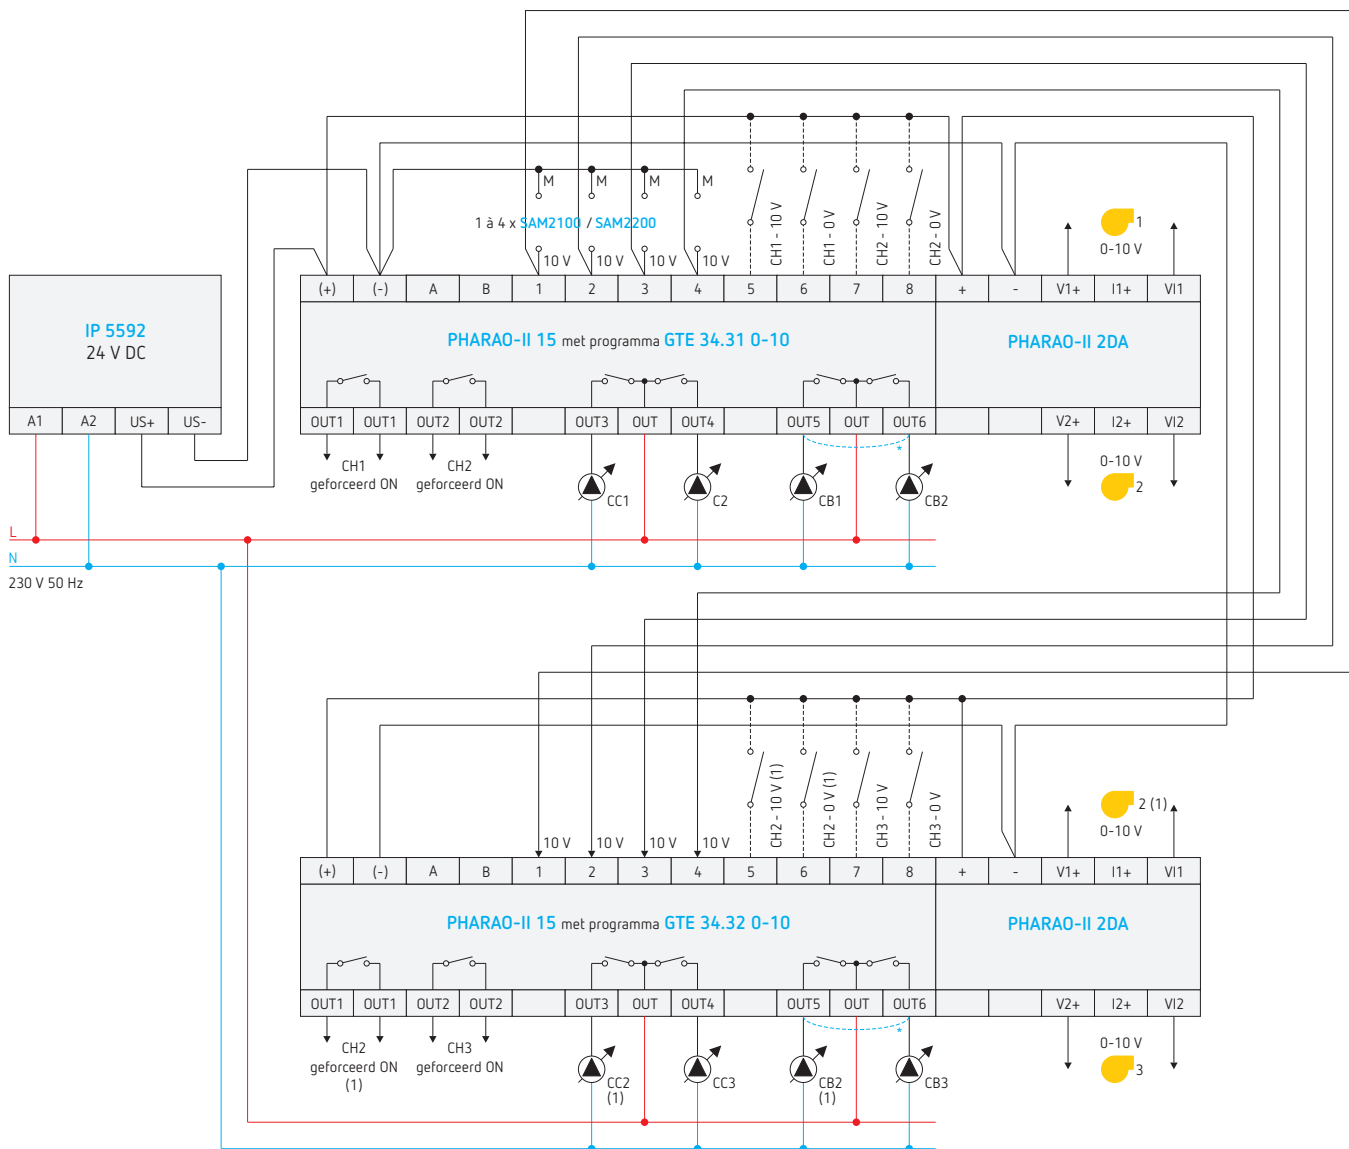 M M M M
1 à 4 x SAM2100 / SAM2200
10 V 10 V 10 V 10 V
CH1 - 10 V
CH1 - 0 V
CH2 - 10 V
CH2 - 0 V
1
0-10 V
(+) (-) A B 1 2 3 4 5 6 7 8 + - V1+ I1+ VI1
IP 5592
24 V DC
PHARAO-II 15 met programma GTE 34.31 0-10
PHARAO-II 2DA
A1 A2 US+ US-
OUT1 OUT1 OUT2 OUT2 OUT3 OUT OUT4 OUT5 OUT OUT6 V2+ I2+ VI2
*
CH1
geforceerd ON
CH2
geforceerd ON
CC1
C2
CB1
CB2
0-10 V
2
L
N
230 V 50 Hz
CH2 - 10 V (1)
CH2 - 0 V (1)
CH3 - 10 V
CH3 - 0 V
2 (1)
0-10 V
10 V 10 V 10 V 10 V
(+) (-) A B 1 2 3 4 5 6 7 8 + - V1+ I1+ VI1
PHARAO-II 15 met programma GTE 34.32 0-10
PHARAO-II 2DA
OUT1 OUT1 OUT2 OUT2 OUT3 OUT OUT4 OUT5 OUT OUT6 V2+ I2+ VI2
*
CH2
geforceerd ON
(1)
CH3
geforceerd ON
CC2
(1)
CC3
CB2
(1)
CB3
0-10 V
3